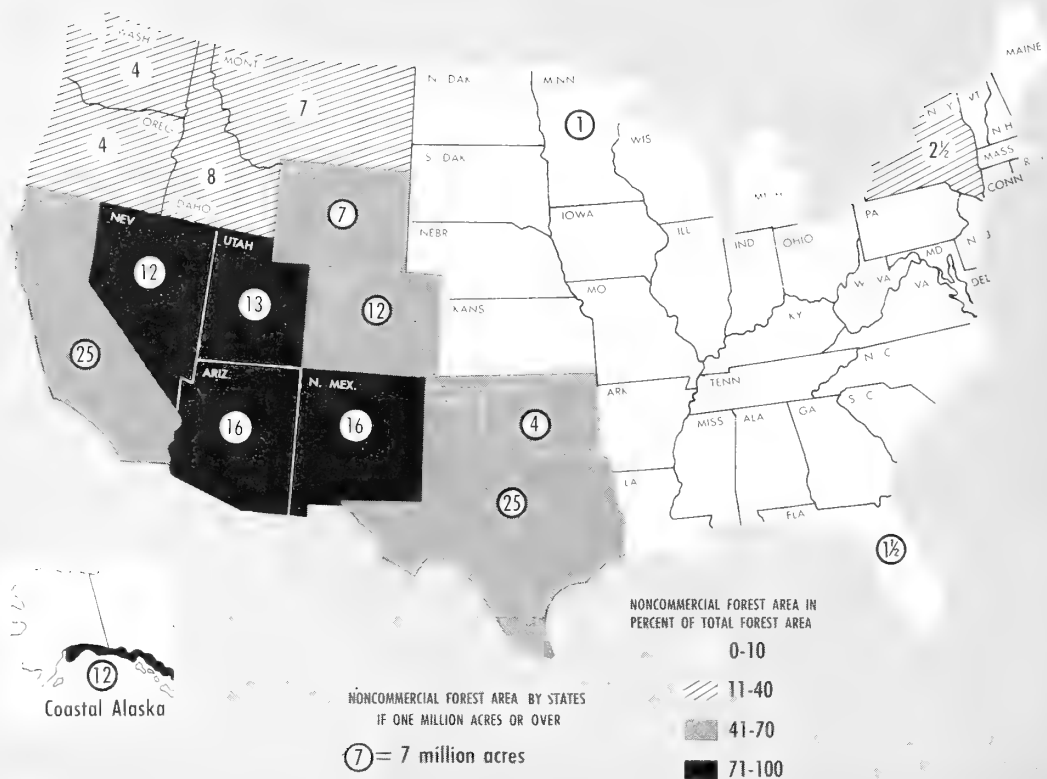 WASH
4
MONT
7
OREL
4
8
IDAHO
N DAK
MINN
1
S DAK
WIS
7
NEBR
IOWA
ILL
IND
OHIO
PA
N Y
2½
VT
N H
MAINE
MASS
CONN
R
N J
MD
DEL
W VA
VA
NEV
12
UTAH
13
12
KANS
MO
KY
25
ARIZ.
16
N. MEX.
16
4
25
ARK
TENN
N C
S C
MISS
ALA
GA
LA
FLA
1½
12
Coastal Alaska
NONCOMMERCIAL FOREST AREA BY STATES
IF ONE MILLION ACRES OR OVER
7 = 7 million acres
NONCOMMERCIAL FOREST AREA IN
PERCENT OF TOTAL FOREST AREA
0-10
11-40
41-70
71-100